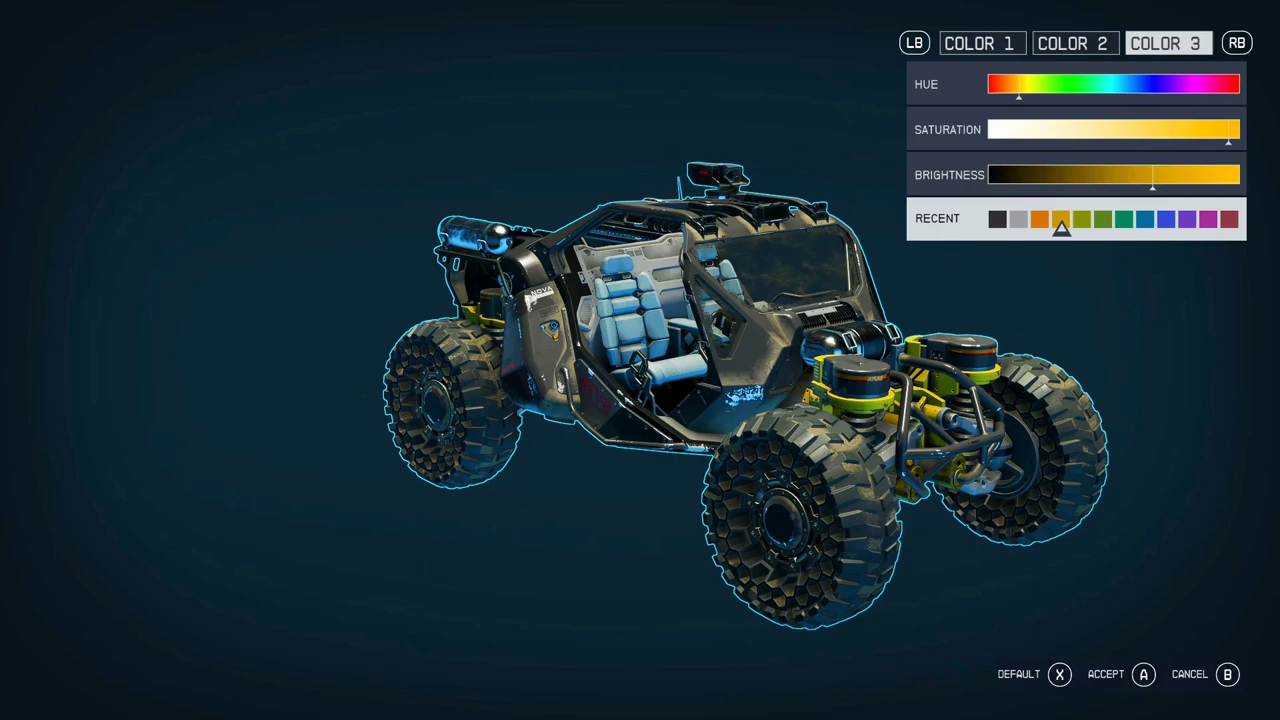 LB COLOR 1 COLOR 2 COLOR 3 RB
HUE
SATURATION
BRIGHTNESS
RECENT
NOVA
DEFAULT X ACCEPT A CANCEL B